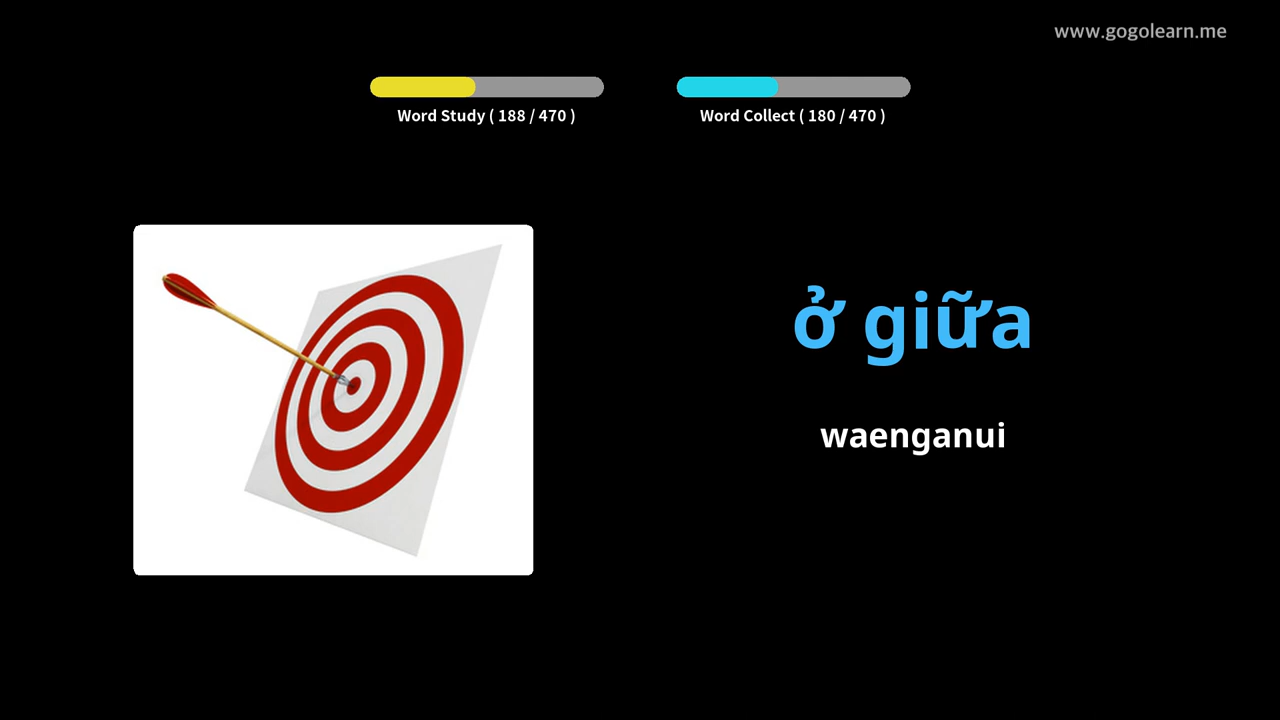 www.gogolearn.me
Word Study ( 188 / 470 )
Word Collect ( 180 / 470 )
ở giữa
waenganui